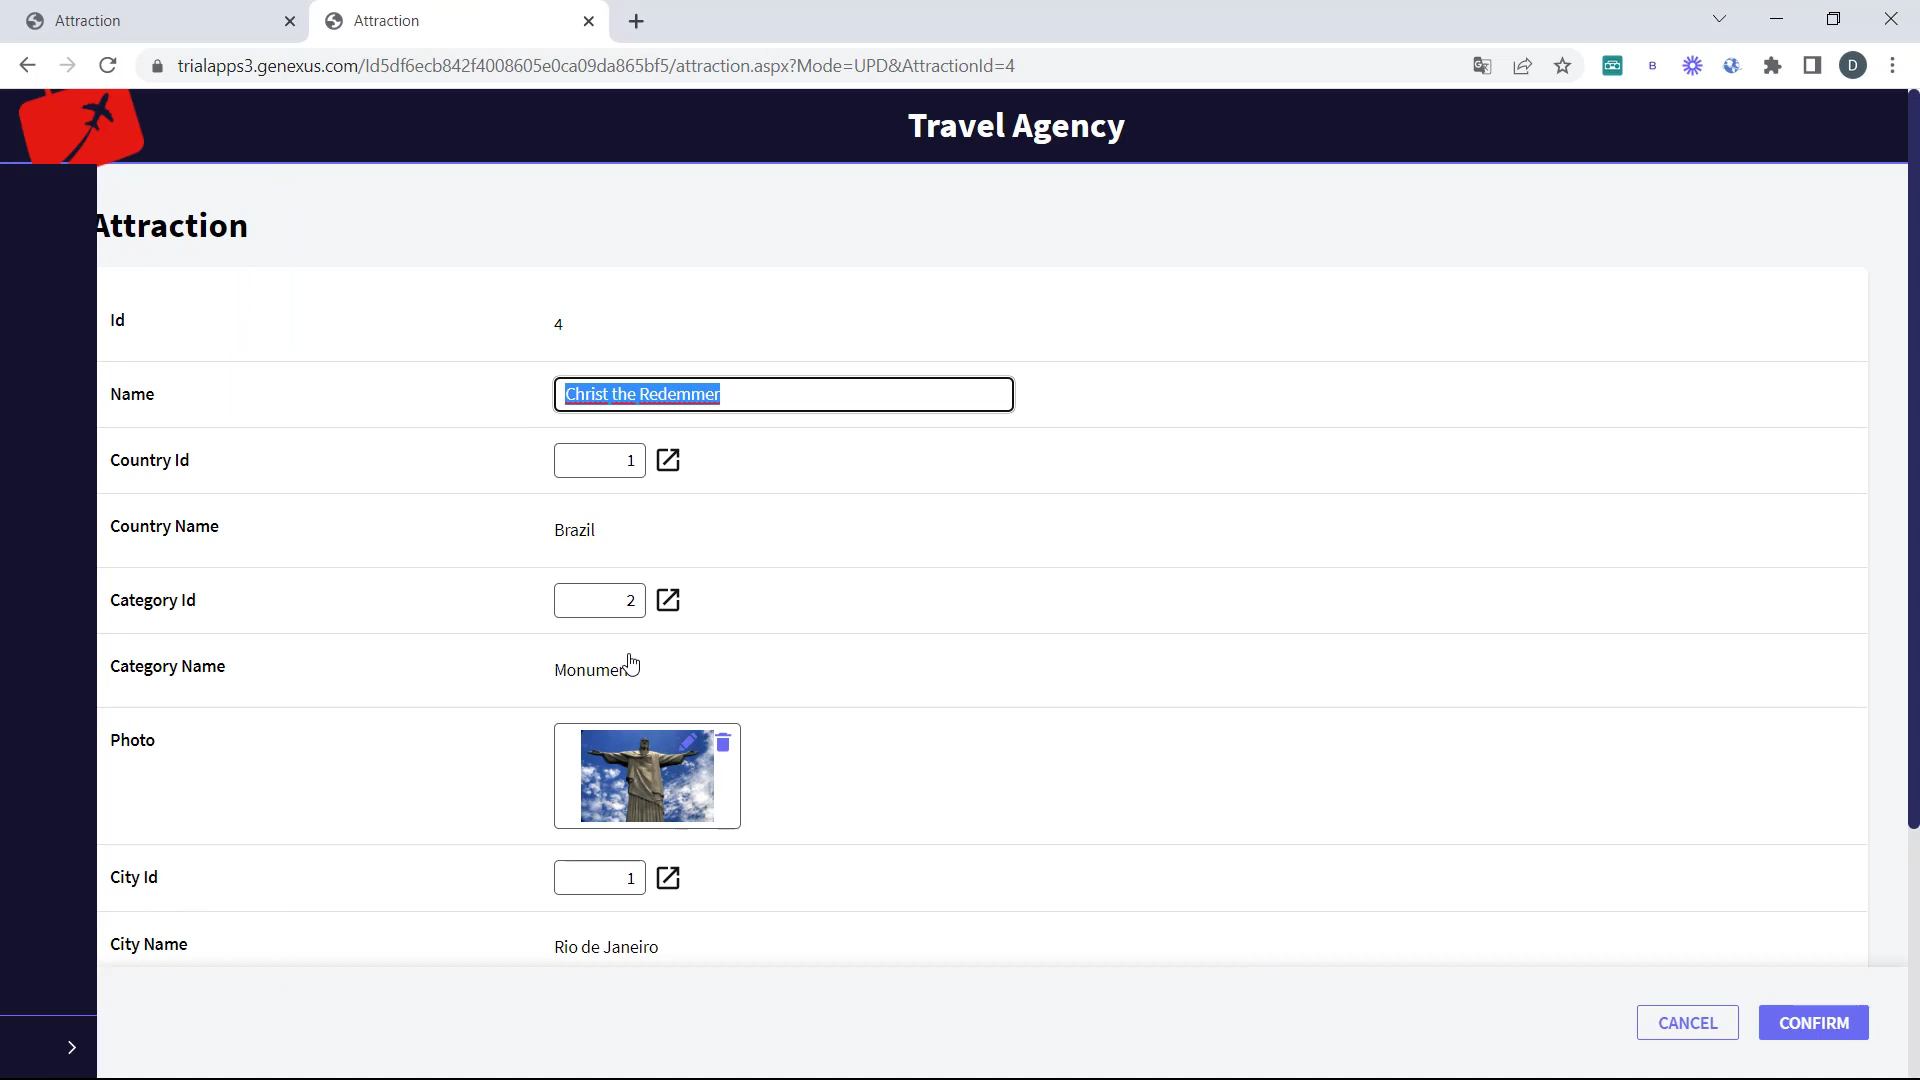 Attraction
Attraction
trialapps3.genexus.com/Id5df6ecb842f4008605e0ca09da865bf5/attraction.aspx?Mode=UPD&AttractionId=4
B
D
Travel Agency
Attraction
Id
4
Name
Christ the Redemmer
Country Id
1
Country Name
Brazil
Category Id
2
Category Name
Monumen
Photo
City Id
1
City Name
Rio de Janeiro
CANCEL
CONFIRM